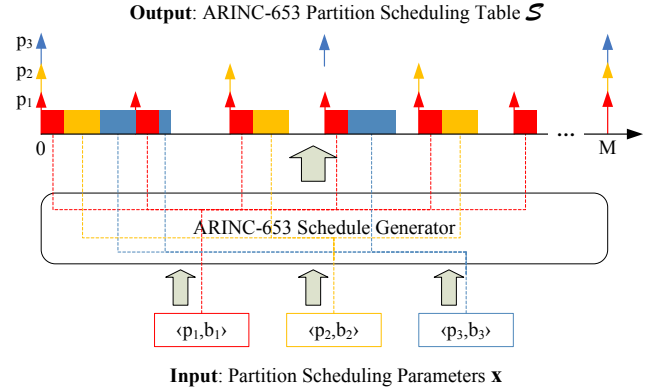 Output: ARINC-653 Partition Scheduling Table 𝓢
p₃
p₂
p₁
0 ... M
ARINC-653 Schedule Generator
‹p₁,b₁› ‹p₂,b₂› ‹p₃,b₃›
Input: Partition Scheduling Parameters x